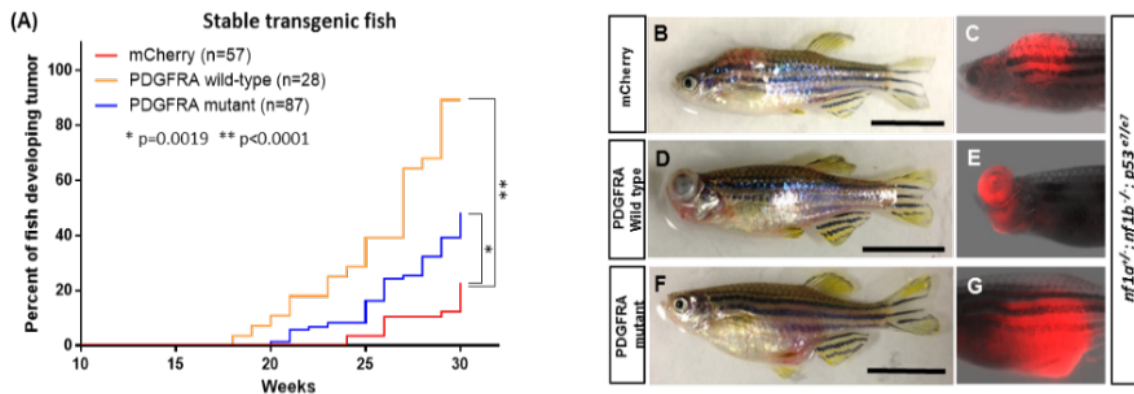 (A)
Stable transgenic fish
mCherry (n=57)
PDGFRA wild-type (n=28)
PDGFRA mutant (n=87)
* p=0.0019 ** p<0.0001
Percent of fish developing tumor
100
80
60
40
20
0
10 15 20 25 30
Weeks
*
**
mCherry
B
C
PDGFRA
Wild type
D
E
PDGFRA
mutant
F
G
nf1a+/-; nf1b-/-; p53 e7/e7